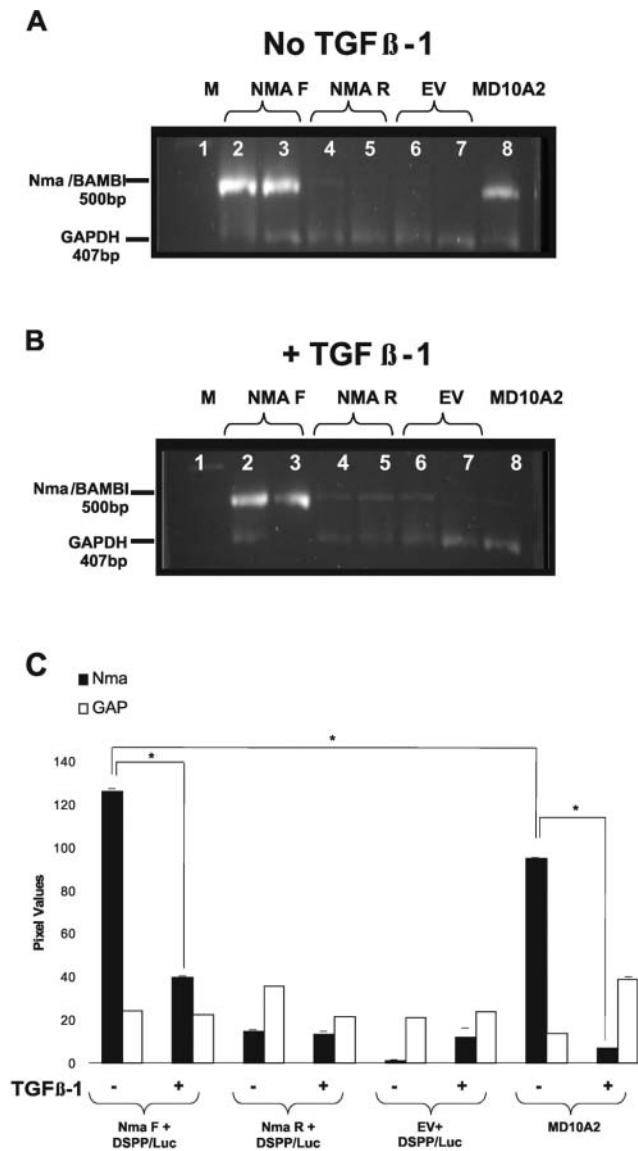 A
No TGFß-1
M NMA F NMA R EV MD10A2
1 2 3 4 5 6 7 8
Nma/BAMBI
500bp
GAPDH
407bp
B
+ TGF ß-1
M NMA F NMA R EV MD10A2
1 2 3 4 5 6 7 8
Nma/BAMBI
500bp
GAPDH
407bp
C
Nma
GAP
* * *
140
120
100
80
60
40
20
0
Pixel Values
TGFß-1 - + - + - + - +
Nma F + DSPP/Luc
Nma R + DSPP/Luc
EV+ DSPP/Luc
MD10A2